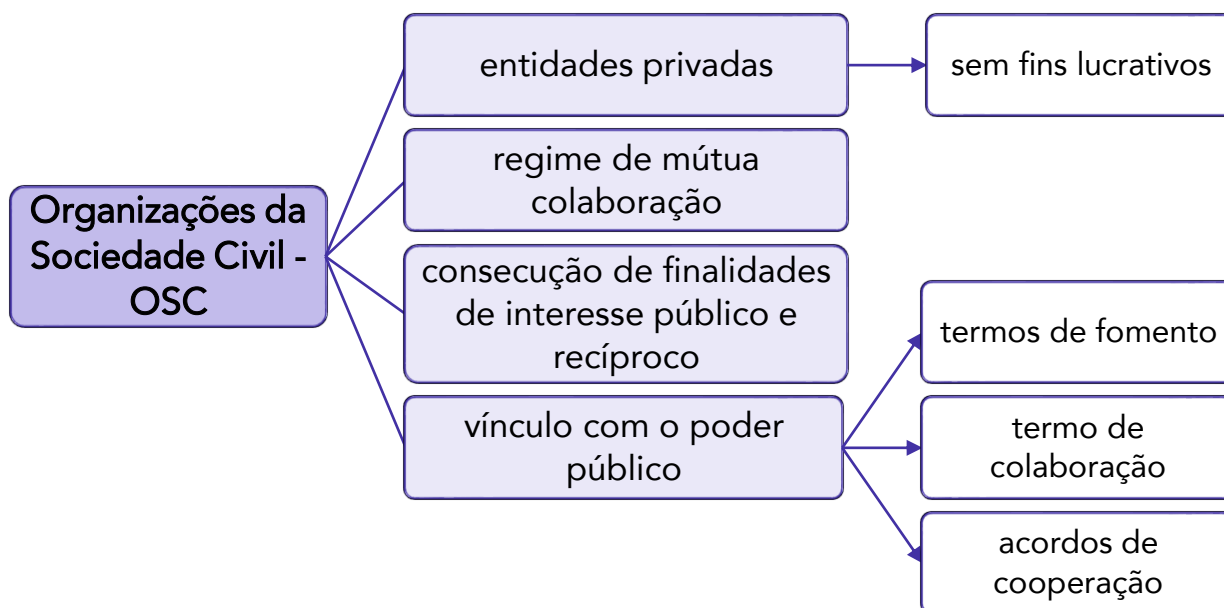 Organizações da
Sociedade Civil -
OSC
entidades privadas
sem fins lucrativos
regime de mútua
colaboração
consecução de finalidades
de interesse público e
recíproco
vínculo com o poder
público
termos de fomento
termo de
colaboração
acordos de
cooperação